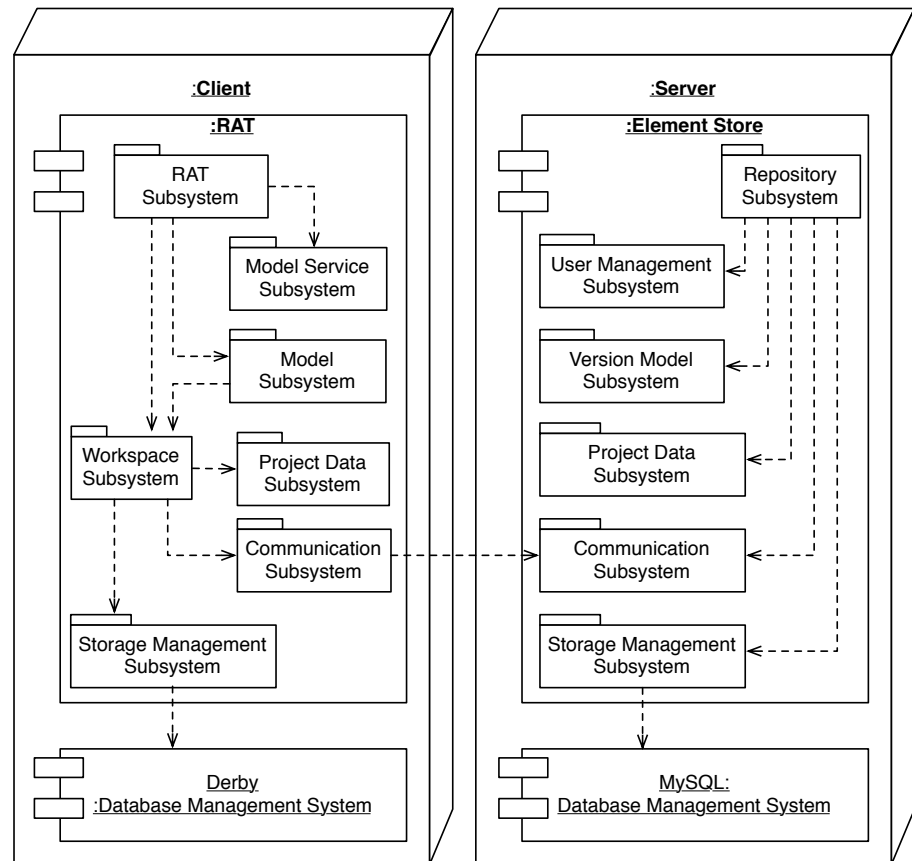 :Client
:RAT
RAT
Subsystem
Model Service
Subsystem
Model
Subsystem
Workspace
Subsystem
Project Data
Subsystem
Communication
Subsystem
Storage Management
Subsystem
Derby
:Database Management System
:Server
:Element Store
Repository
Subsystem
User Management
Subsystem
Version Model
Subsystem
Project Data
Subsystem
Communication
Subsystem
Storage Management
Subsystem
MySQL:
Database Management System